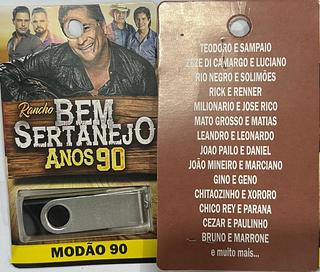 Rancho
BEM
SERTANEJO
ANOS 90
MODÃO 90
TEODORO E SAMPAIO
ZEZE DI CAMARGO E LUCIANO
RIO NEGRO E SOLIMÕES
RICK E RENNER
MILIONARIO E JOSE RICO
MATO GROSSO E MATIAS
LEANDRO E LEONARDO
JOAO PAILO E DANIEL
JOÃO MINEIRO E MARCIANO
GINO E GENO
CHITAOZINHO E XORORO
CHICO REY E PARANA
CEZAR E PAULINHO
BRUNO E MARRONE
e muito mais...